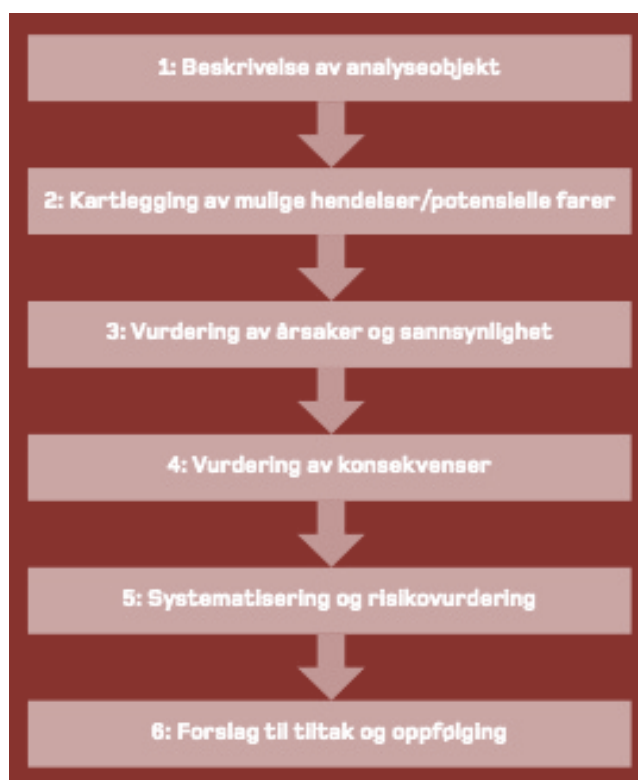 1: Beskrivelse av analyseobjekt
2: Kartlegging av mulige hendelser/potensielle farer
3: Vurdering av årsaker og sannsynlighet
4: Vurdering av konsekvenser
5: Systematisering og risikovurdering
6: Forslag til tiltak og oppfølging